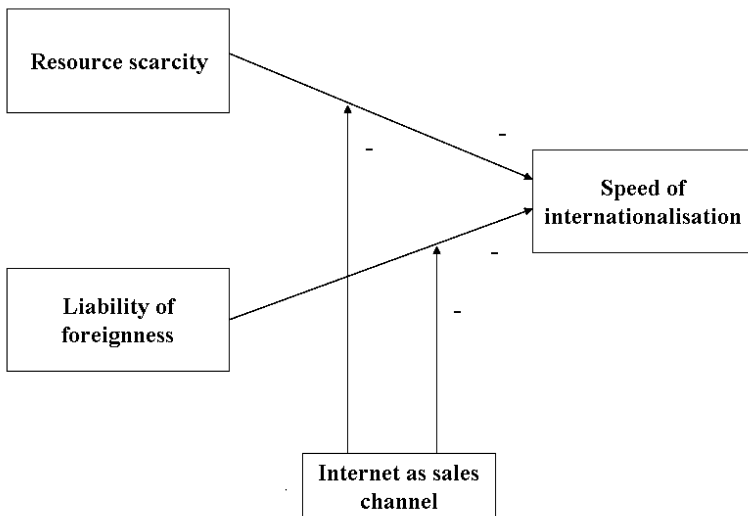 Resource scarcity
-
-
Speed of
internationalisation
-
Liability of
foreignness
-
Internet as sales
channel